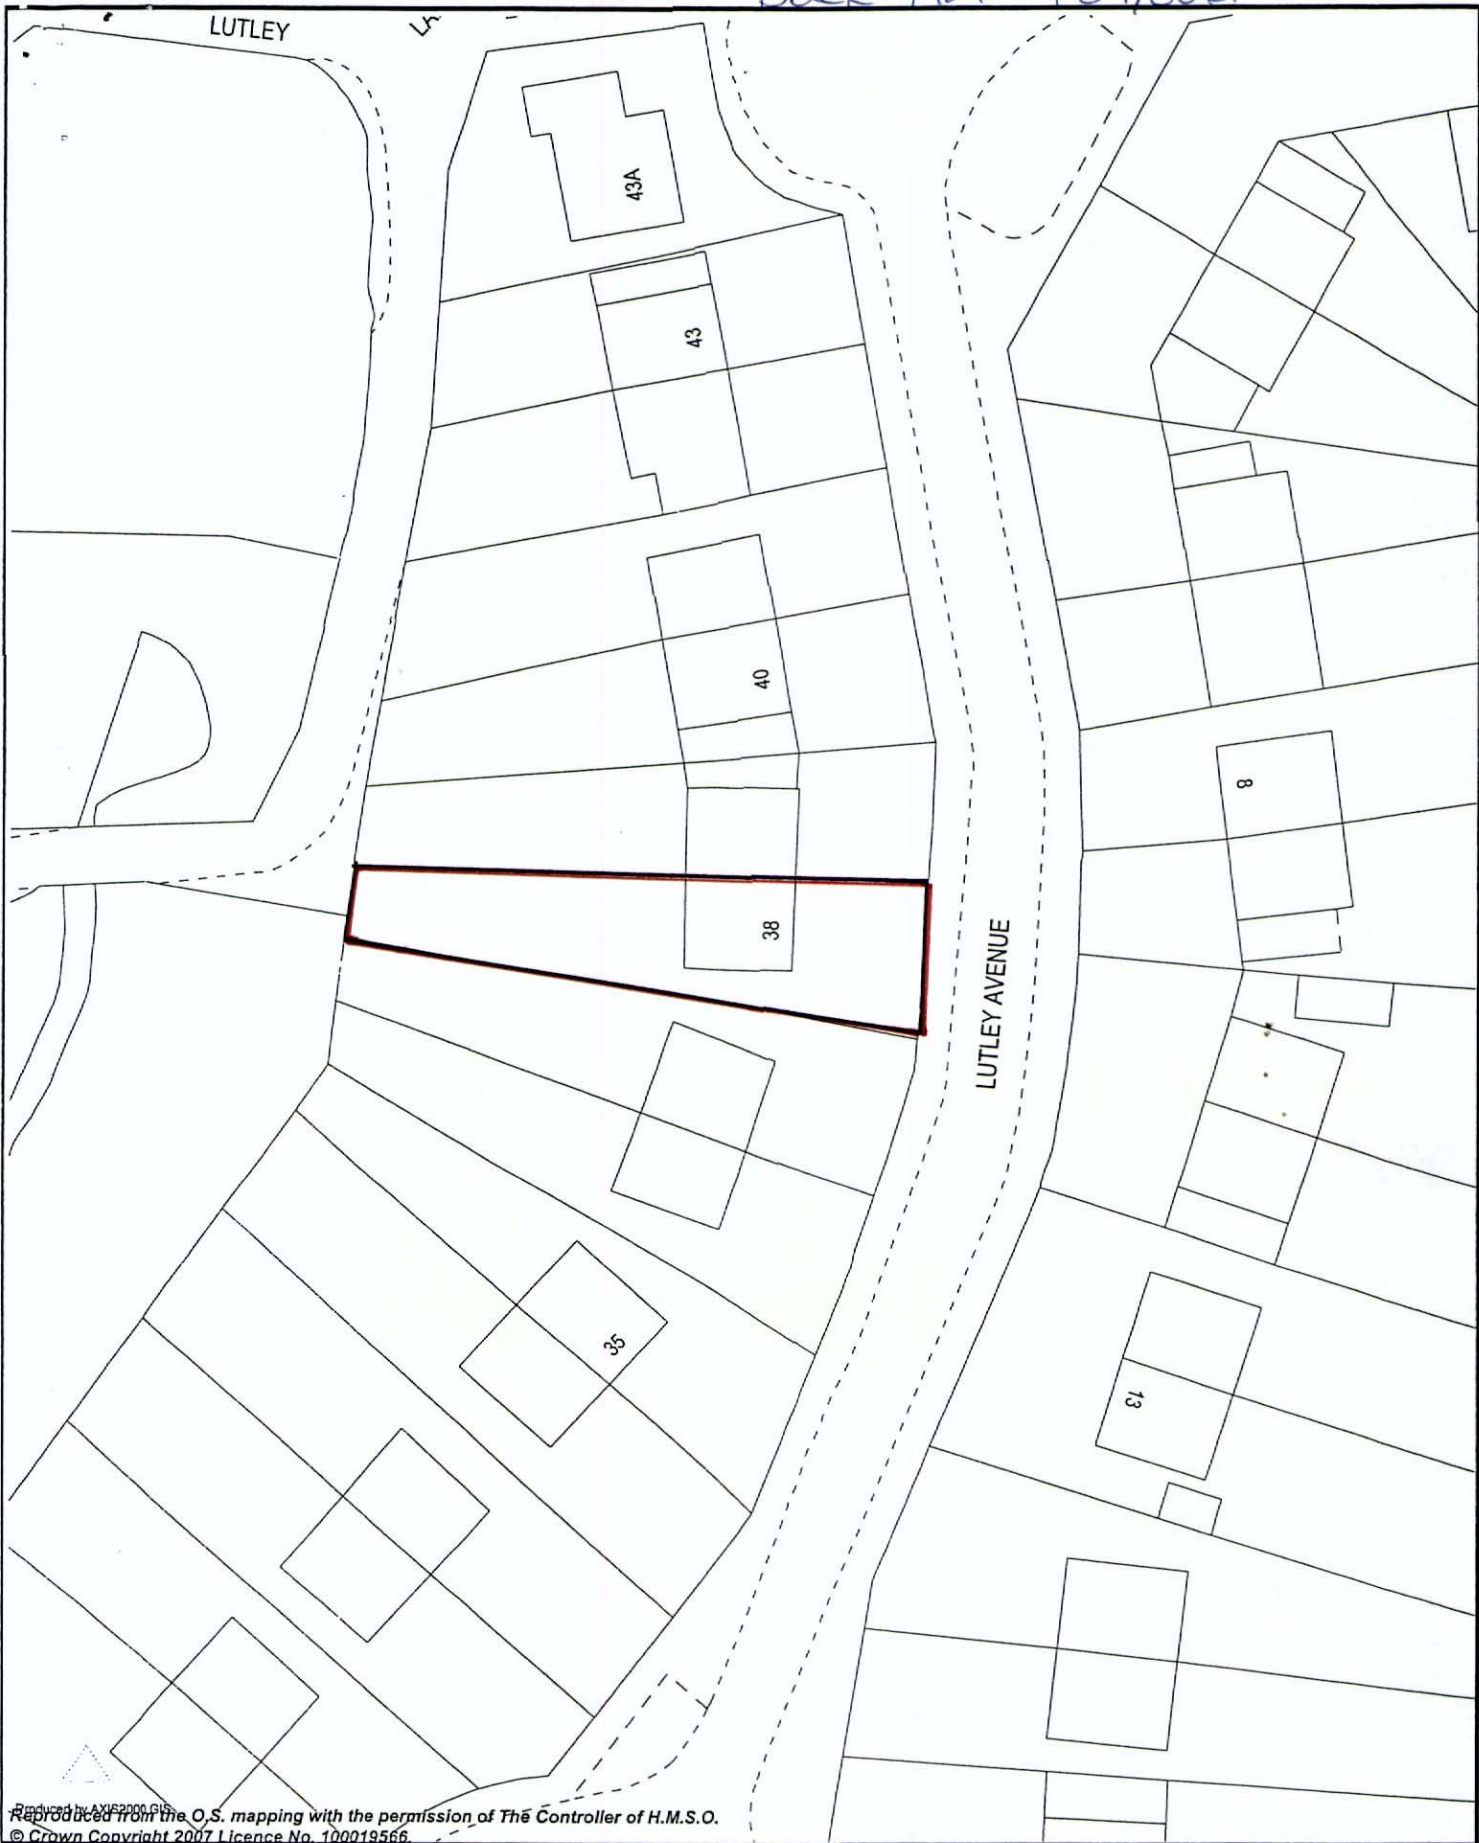 LUTLEY
Ln
43A
43
40
8
38
LUTLEY AVENUE
35
13
Produced by AXIS2000 GIS
Reproduced from the O.S. mapping with the permission of The Controller of H.M.S.O.
© Crown Copyright 2007 Licence No. 100019566.